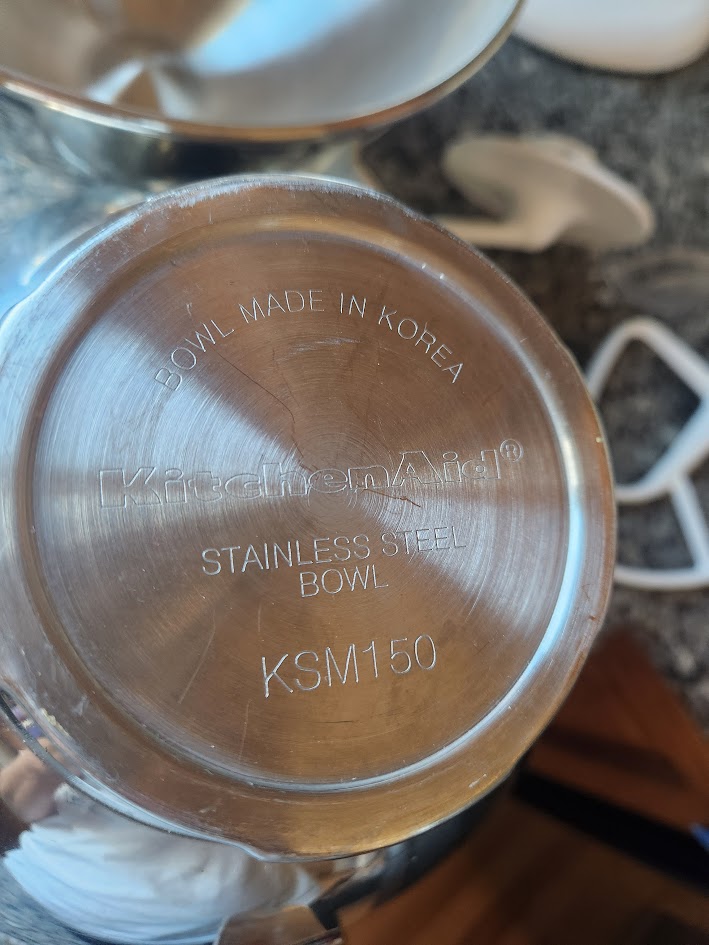 BOWL MADE IN KOREA
KitchenAid®
STAINLESS STEEL
BOWL
KSM150